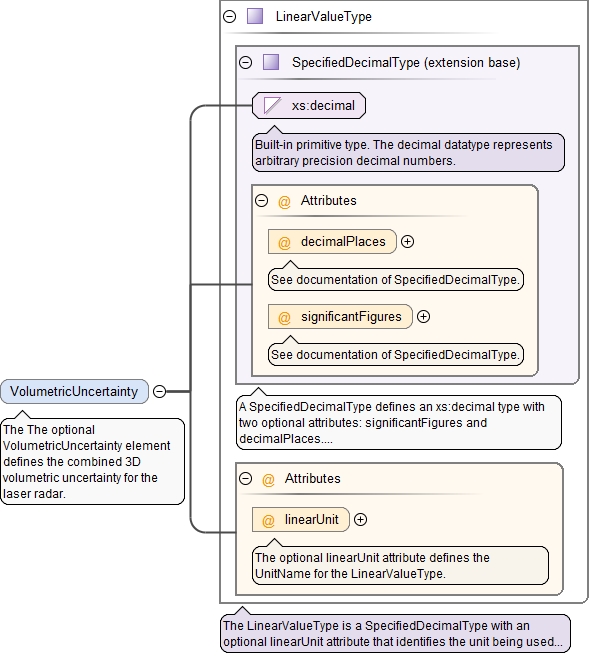 LinearValueType
SpecifiedDecimalType (extension base)
xs:decimal
Built-in primitive type. The decimal datatype represents
arbitrary precision decimal numbers.
@ Attributes
@ decimalPlaces
See documentation of SpecifiedDecimalType.
@ significantFigures
See documentation of SpecifiedDecimalType.
VolumetricUncertainty
The The optional
VolumetricUncertainty element
defines the combined 3D
volumetric uncertainty for the
laser radar.
A SpecifiedDecimalType defines an xs:decimal type with
two optional attributes: significantFigures and
decimalPlaces....
@ Attributes
@ linearUnit
The optional linearUnit attribute defines the
UnitName for the LinearValueType.
The LinearValueType is a SpecifiedDecimalType with an
optional linearUnit attribute that identifies the unit being used...